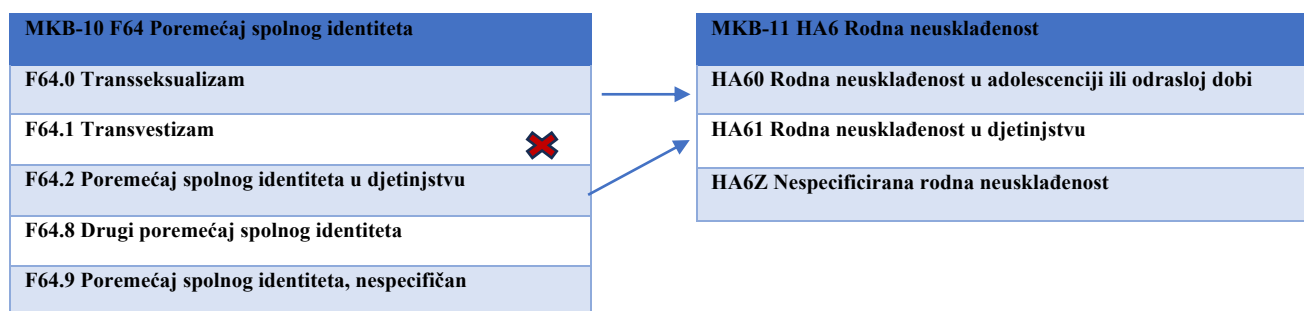 MKB-10 F64 Poremećaj spolnog identiteta
F64.0 Transseksualizam
F64.1 Transvestizam
F64.2 Poremećaj spolnog identiteta u djetinjstvu
F64.8 Drugi poremećaj spolnog identiteta
F64.9 Poremećaj spolnog identiteta, nespecifičan
MKB-11 HA6 Rodna neusklađenost
HA60 Rodna neusklađenost u adolescenciji ili odrasloj dobi
HA61 Rodna neusklađenost u djetinjstvu
HA6Z Nespecificirana rodna neusklađenost